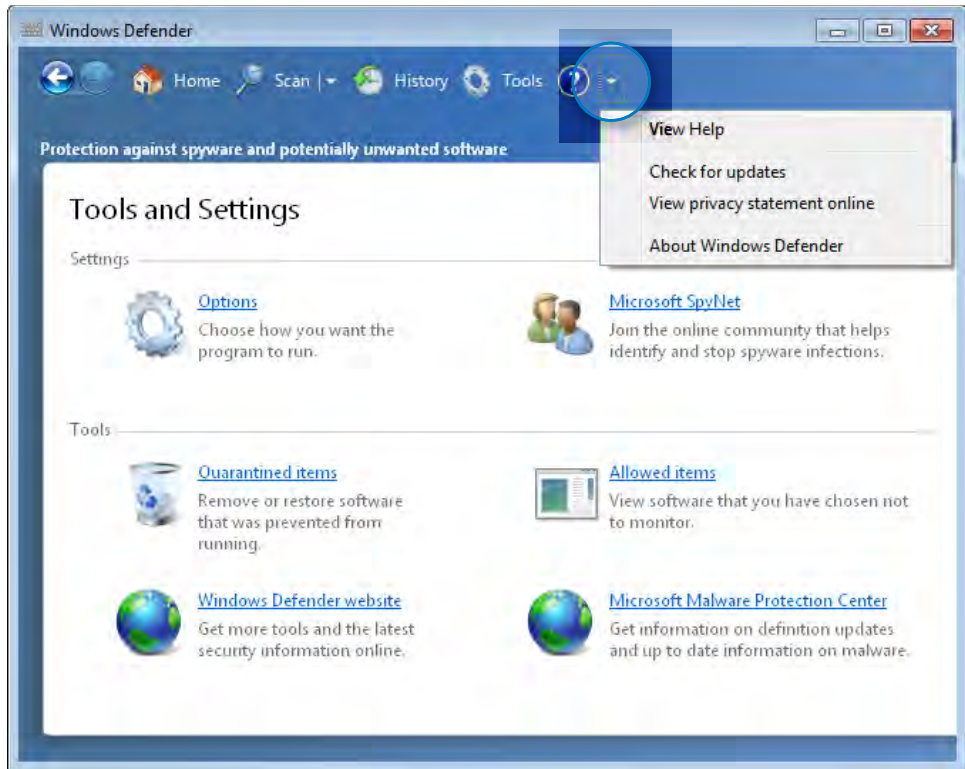 Windows Defender
Home Scan History Tools ?
View Help
Check for updates
View privacy statement online
About Windows Defender
Protection against spyware and potentially unwanted software
Tools and Settings
Settings
Options
Choose how you want the
program to run.
Microsoft SpyNet
Join the online community that helps
identify and stop spyware infections.
Tools
Quarantined items
Remove or restore software
that was prevented from
running.
Allowed items
View software that you have chosen not
to monitor.
Windows Defender website
Get more tools and the latest
security information online.
Microsoft Malware Protection Center
Get information on definition updates
and up to date information on malware.